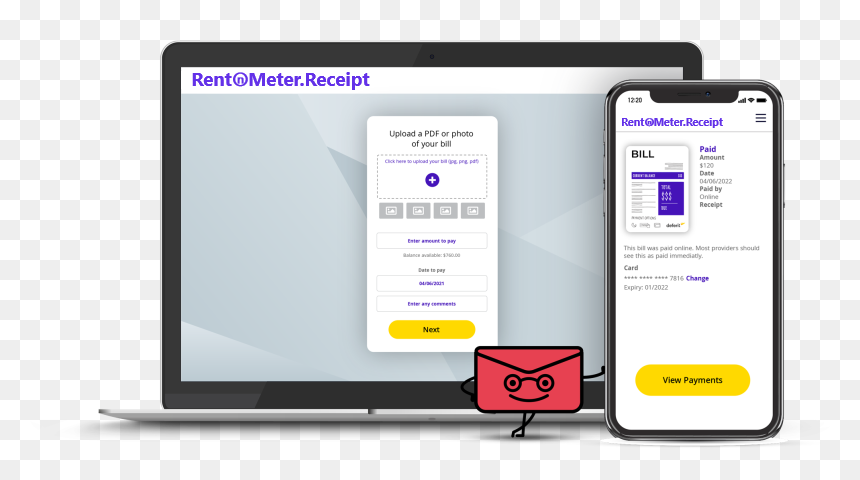 Rent@Meter.Receipt
Upload a PDF or photo
of your bill
Click here to upload your bill (jpg, png, pdf)
Enter amount to pay
Balance available: $760.00
Date to pay
04/06/2021
Enter any comments
Next
12:20
Rent@Meter.Receipt
BILL
TOTAL
$$$
DUE
deferit
Paid
Amount
$120
Date
04/06/2022
Paid by
Online
Receipt
This bill was paid online. Most providers should
see this as paid immediatly.
Card
**** **** **** 7816 Change
Expiry: 01/2022
View Payments